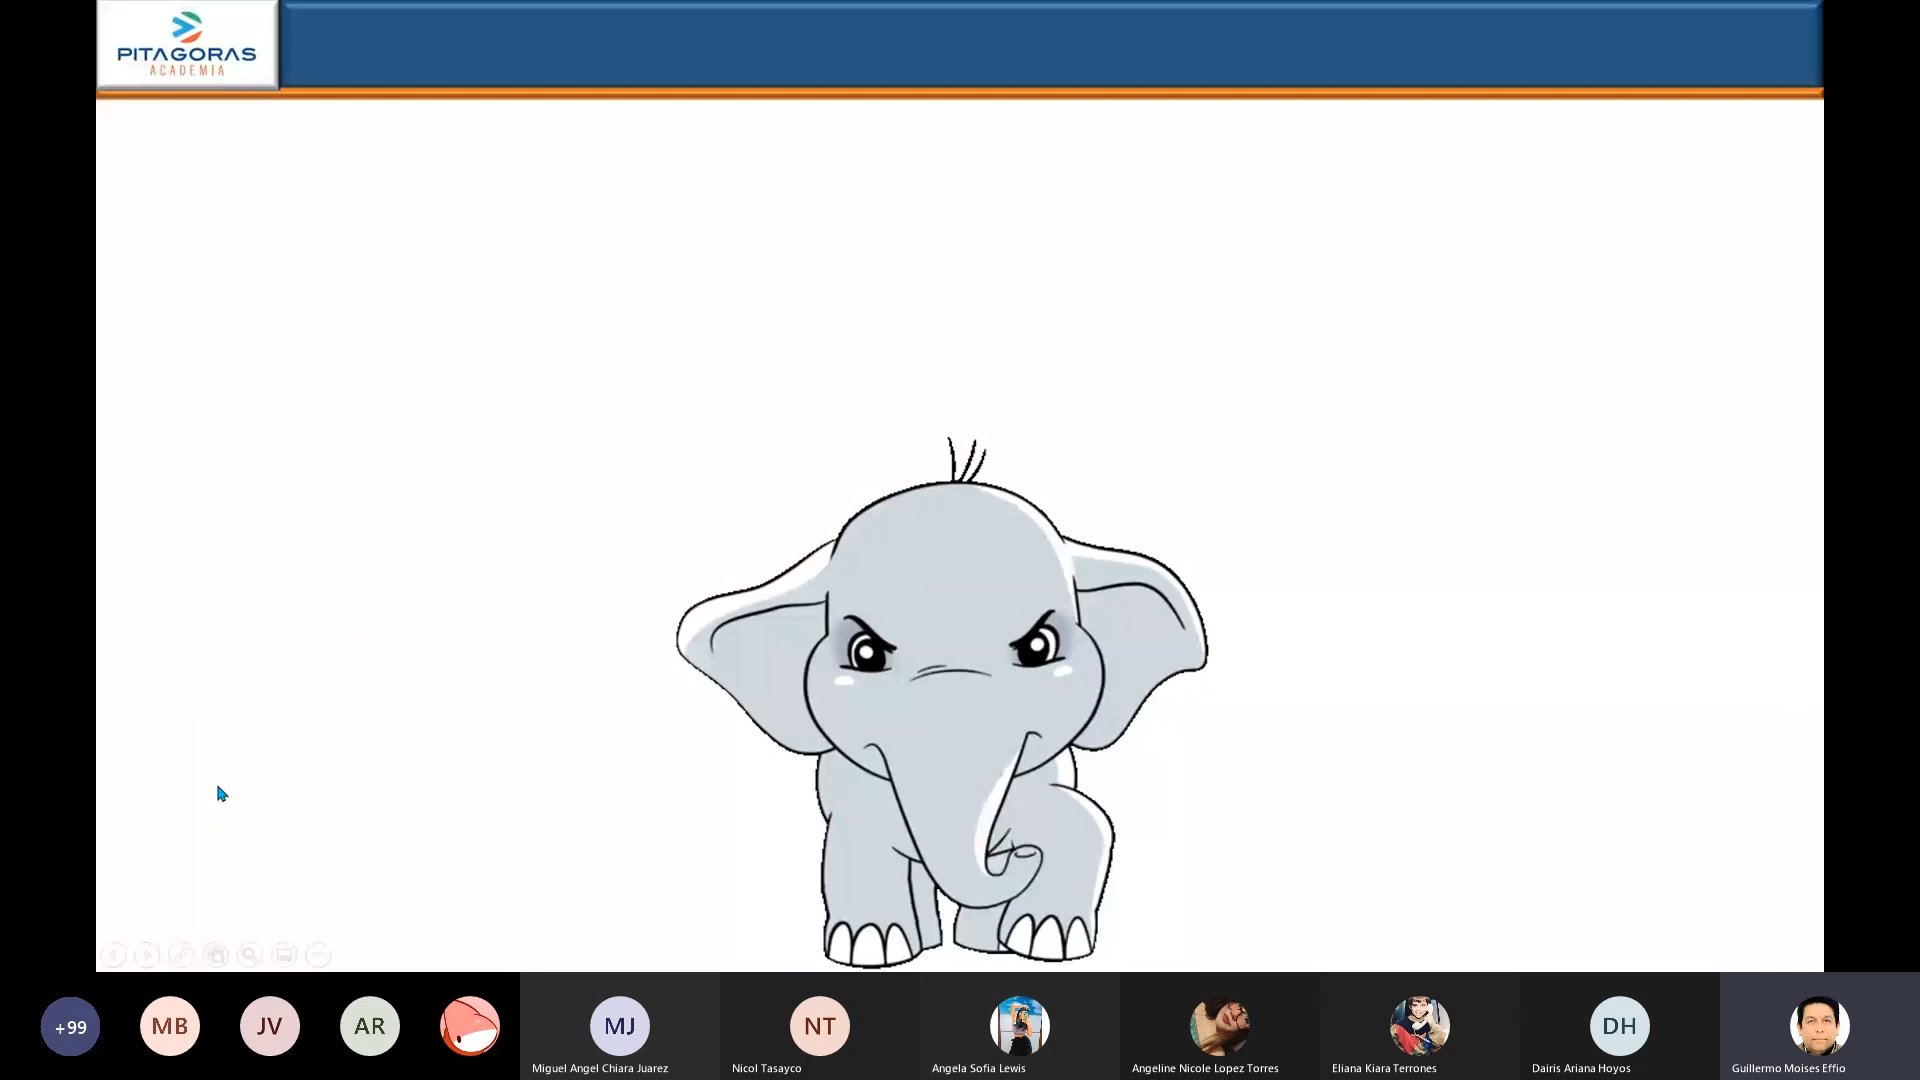 PITAGORAS
ACADEMIA
+99
MB
JV
AR
MJ
NT
DH
Miguel Angel Chiara Juarez
Nicol Tasayco
Angela Sofia Lewis
Angeline Nicole Lopez Torres
Eliana Kiara Terrones
Dairis Ariana Hoyos
Guillermo Moises Effio